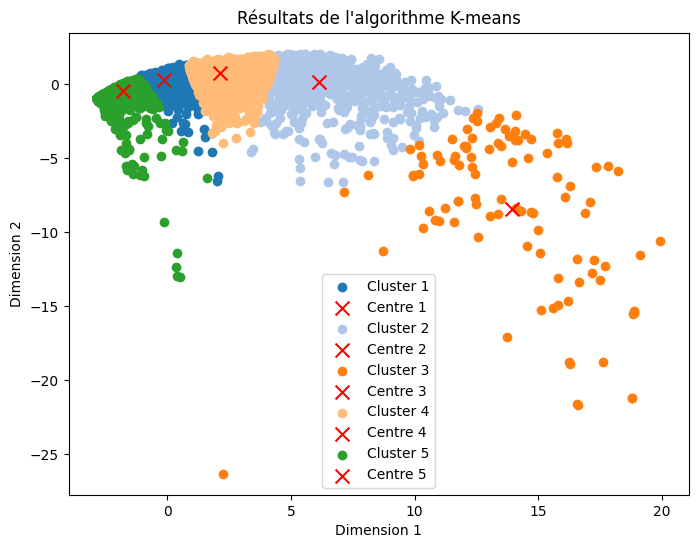 Résultats de l'algorithme K-means
0
−5
−10
−15
−20
−25
Dimension 2
Cluster 1
Centre 1
Cluster 2
Centre 2
Cluster 3
Centre 3
Cluster 4
Centre 4
Cluster 5
Centre 5
0 5 10 15 20
Dimension 1